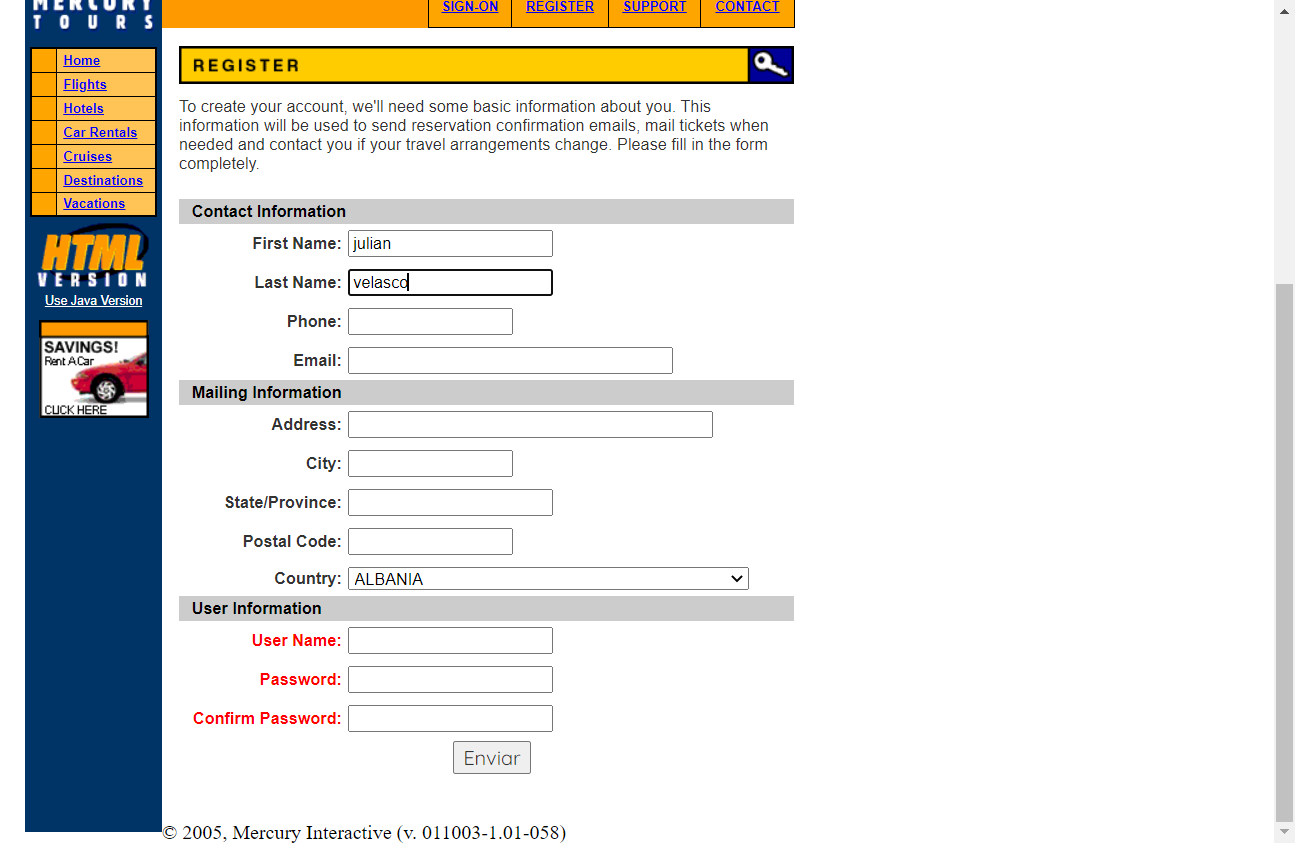 MERCURY
TOURS
SIGN-ON REGISTER SUPPORT CONTACT
Home
Flights
Hotels
Car Rentals
Cruises
Destinations
Vacations
HTML
VERSION
Use Java Version
SAVINGS!
Rent A Car
CLICK HERE
REGISTER
To create your account, we'll need some basic information about you. This
information will be used to send reservation confirmation emails, mail tickets when
needed and contact you if your travel arrangements change. Please fill in the form
completely.
Contact Information
First Name: julian
Last Name: velasco
Phone:
Email:
Mailing Information
Address:
City:
State/Province:
Postal Code:
Country: ALBANIA
User Information
User Name:
Password:
Confirm Password:
Enviar
© 2005, Mercury Interactive (v. 011003-1.01-058)